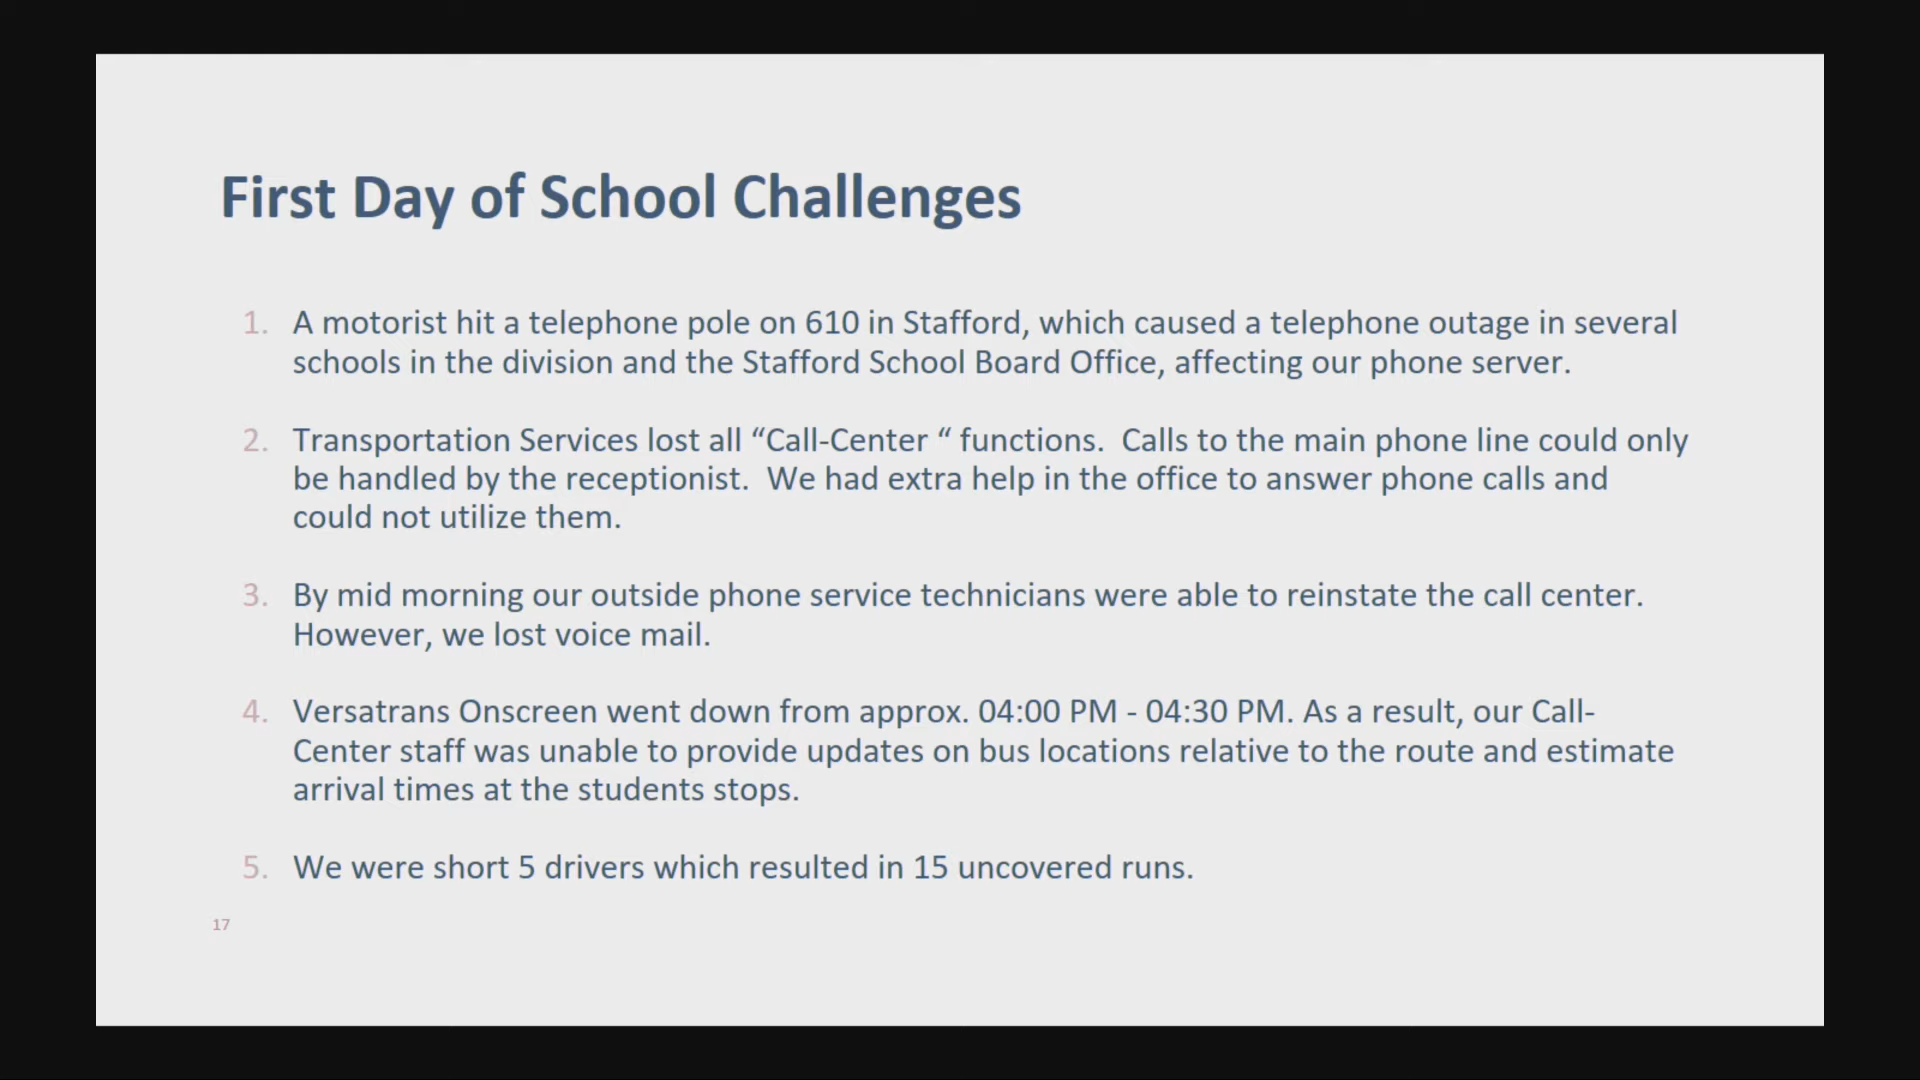 First Day of School Challenges
1. A motorist hit a telephone pole on 610 in Stafford, which caused a telephone outage in several
schools in the division and the Stafford School Board Office, affecting our phone server.
2. Transportation Services lost all “Call-Center “ functions.  Calls to the main phone line could only
be handled by the receptionist.  We had extra help in the office to answer phone calls and
could not utilize them.
3. By mid morning our outside phone service technicians were able to reinstate the call center.
However, we lost voice mail.
4. Versatrans Onscreen went down from approx. 04:00 PM - 04:30 PM. As a result, our Call-
Center staff was unable to provide updates on bus locations relative to the route and estimate
arrival times at the students stops.
5. We were short 5 drivers which resulted in 15 uncovered runs.
17